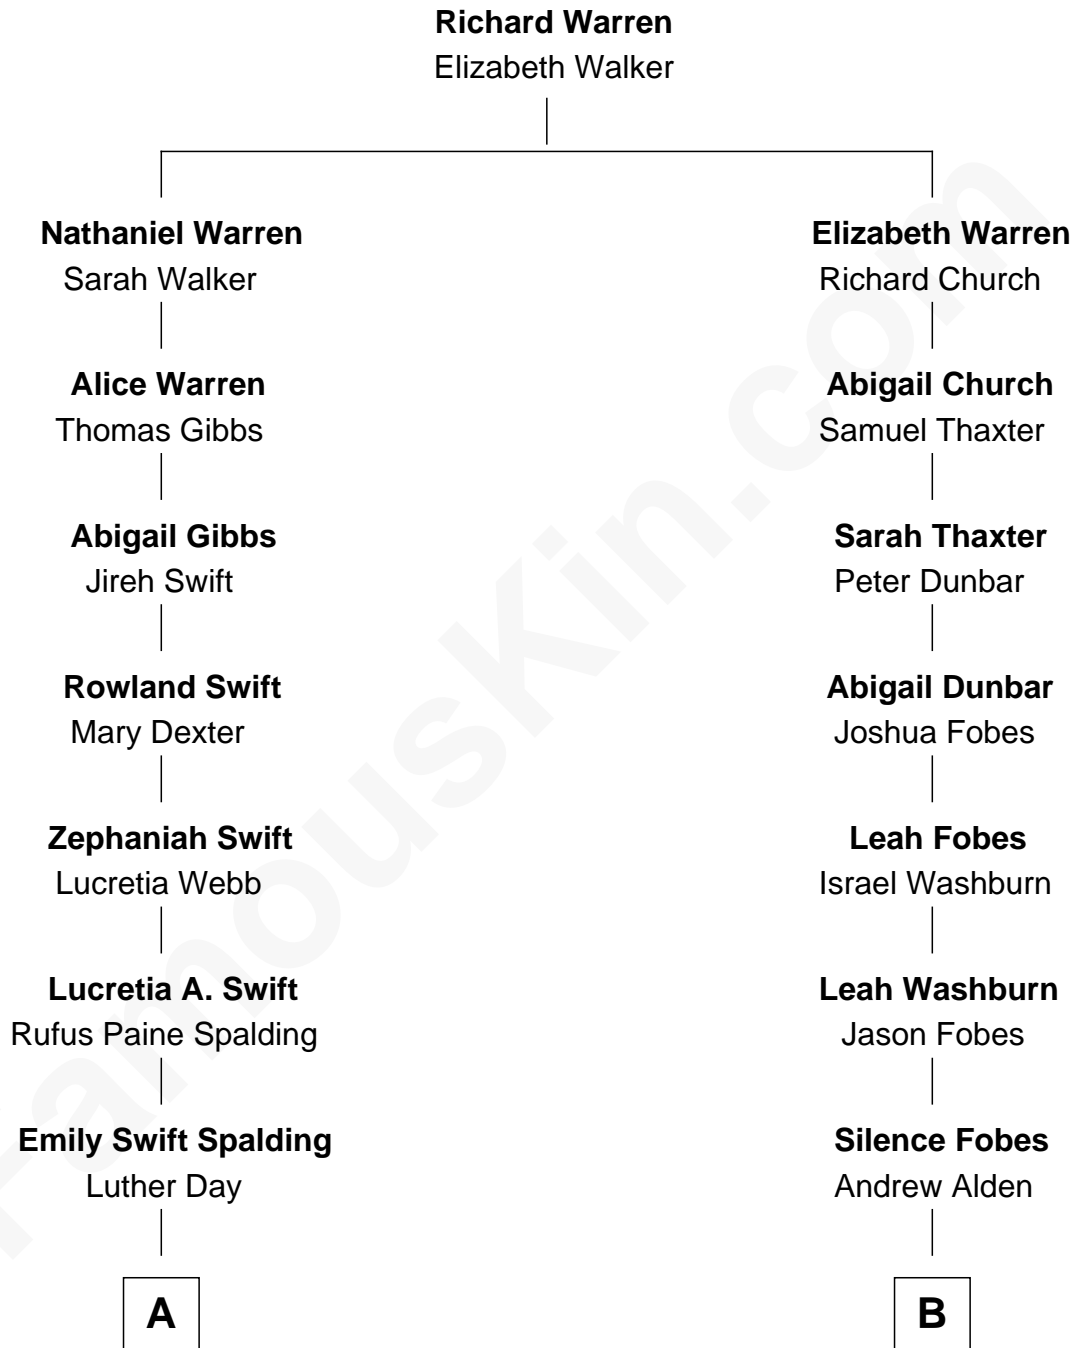 Richard Warren
Elizabeth Walker
Nathaniel Warren
Sarah Walker
Alice Warren
Thomas Gibbs
Abigail Gibbs
Jireh Swift
Rowland Swift
Mary Dexter
Zephaniah Swift
Lucretia Webb
Lucretia A. Swift
Rufus Paine Spalding
Emily Swift Spalding
Luther Day
A
Elizabeth Warren
Richard Church
Abigail Church
Samuel Thaxter
Sarah Thaxter
Peter Dunbar
Abigail Dunbar
Joshua Fobes
Leah Fobes
Israel Washburn
Leah Washburn
Jason Fobes
Silence Fobes
Andrew Alden
B
FamousKin.com